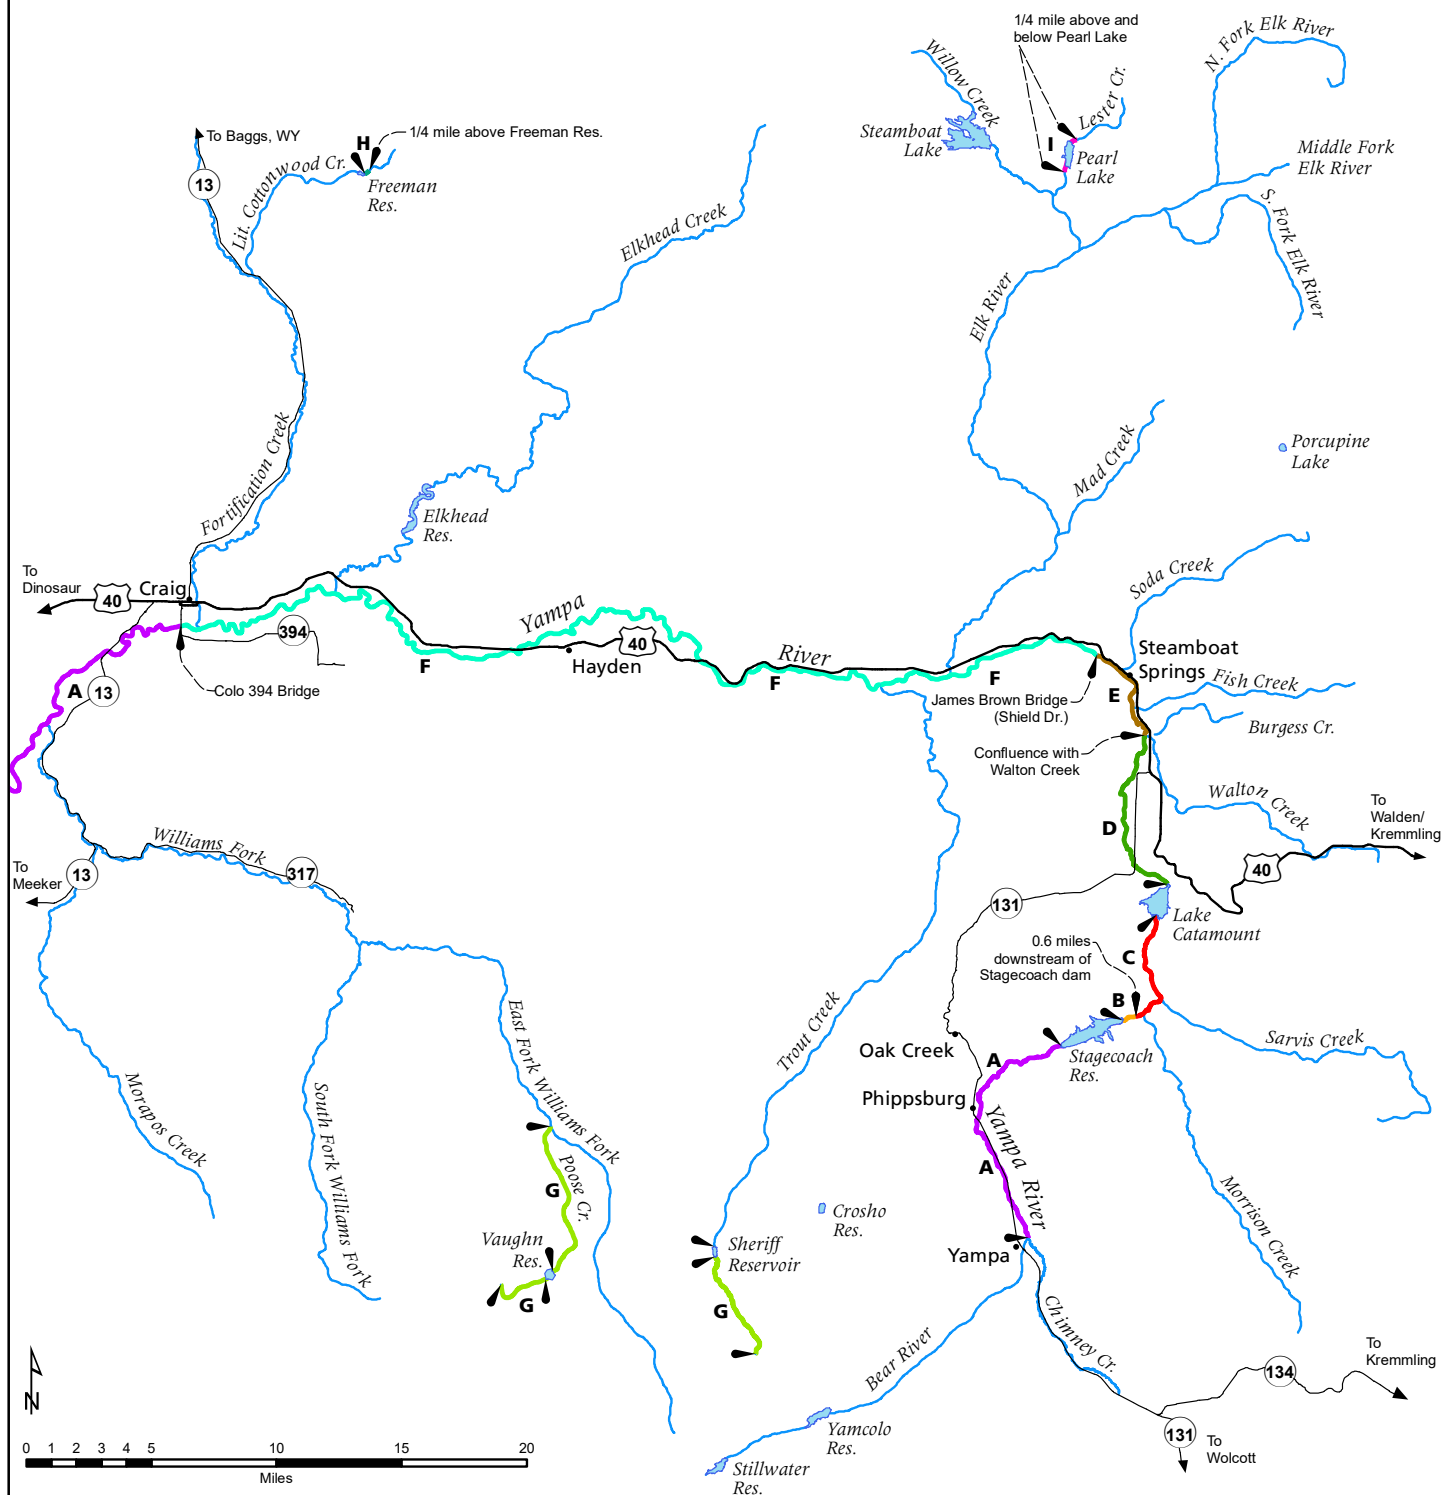 1/4 mile above and
below Pearl Lake
Willow Creek
Lester Cr.
N. Fork Elk River
Steamboat
Lake
I
Pearl
Lake
Middle Fork
Elk River
S. Fork Elk River
To Baggs, WY
H
1/4 mile above Freeman Res.
13
Lit. Cottonwood Cr.
Freeman
Res.
Elkhead Creek
Elk River
Fortification Creek
Elkhead
Res.
Mad Creek
Porcupine
Lake
To
Dinosaur
40
Craig
394
Yampa
Hayden
40
River
Soda Creek
Steamboat
Springs
Fish Creek
Burgess Cr.
F
F
F
E
A
13
Colo 394 Bridge
James Brown Bridge
(Shield Dr.)
Confluence with
Walton Creek
Walton Creek
To
Walden/
Kremmling
40
D
To
Meeker
13
Williams Fork
317
131
Lake
Catamount
0.6 miles
downstream of
Stagecoach dam
C
B
Stagecoach
Res.
Sarvis Creek
Oak Creek
A
Phippsburg
Yampa River
A
Trout Creek
Morapos Creek
South Fork Williams Fork
East Fork Williams Fork
Poose Cr.
G
Vaughn
Res.
G
Sheriff
Reservoir
G
Crosho
Res.
Yampa
Morrison Creek
Chimney Cr.
Bear River
Yamcolo
Res.
Stillwater
Res.
To
Kremmling
134
131
To
Wolcott
N
0 1 2 3 4 5 10 15 20
Miles